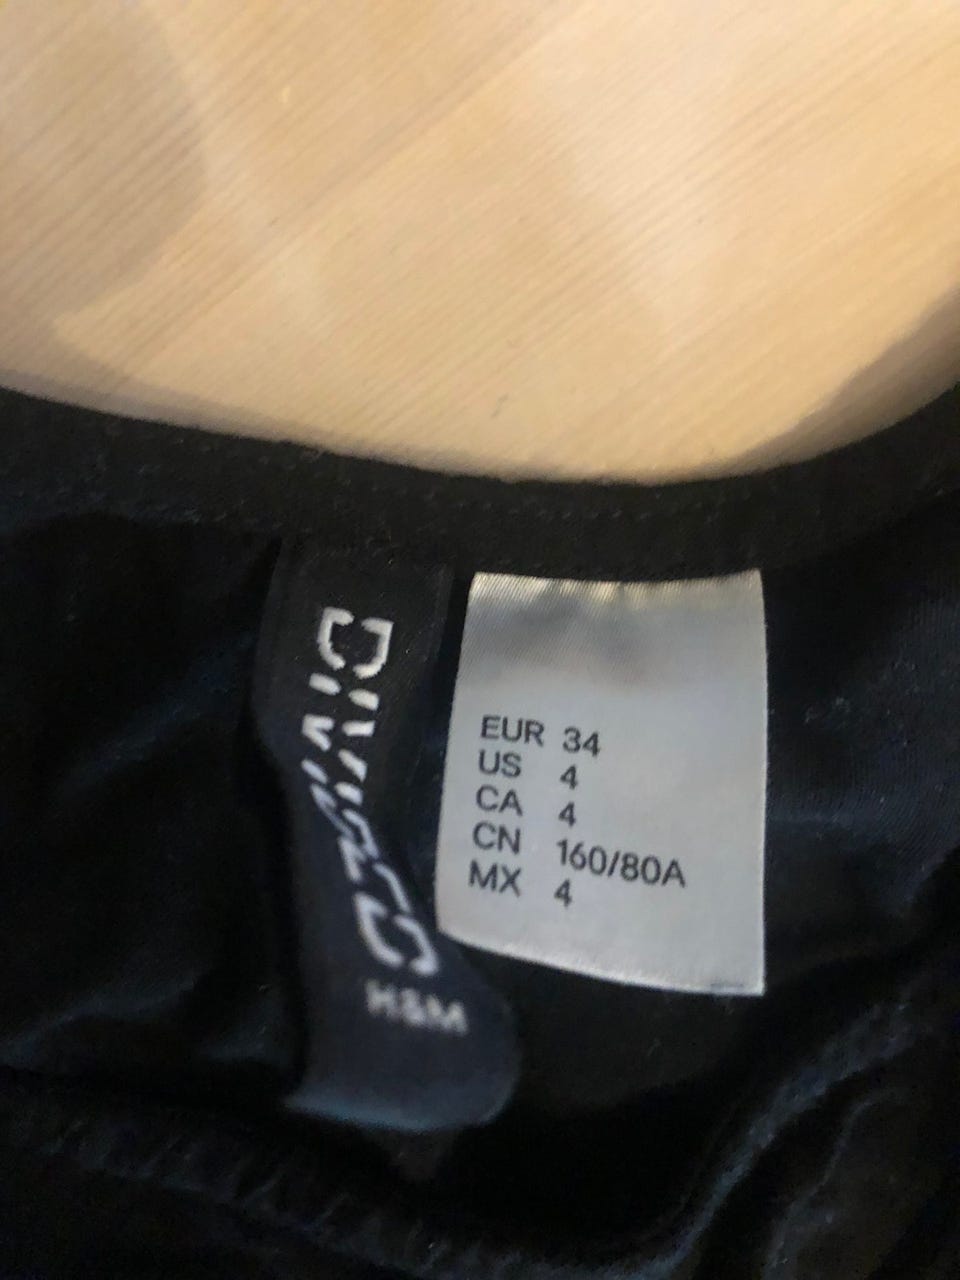 DIVIDED
H&M
EUR 34
US 4
CA 4
CN 160/80A
MX 4